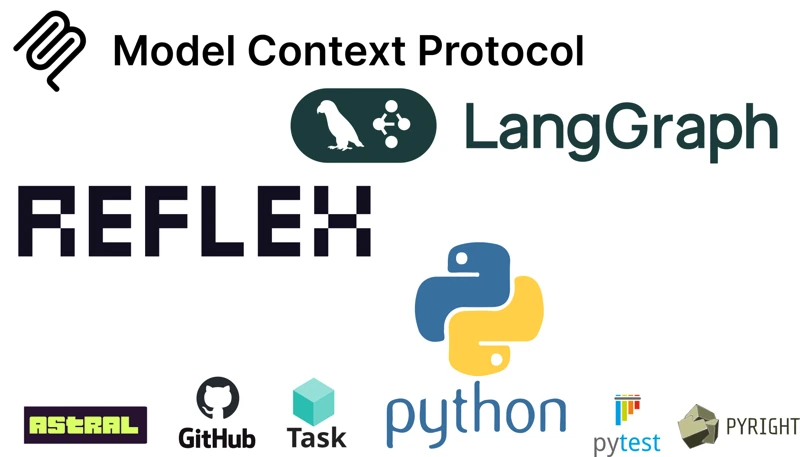 Model Context Protocol
LangGraph
REFLEX
python
ASTRAL
GitHub
Task
pytest
PYRIGHT